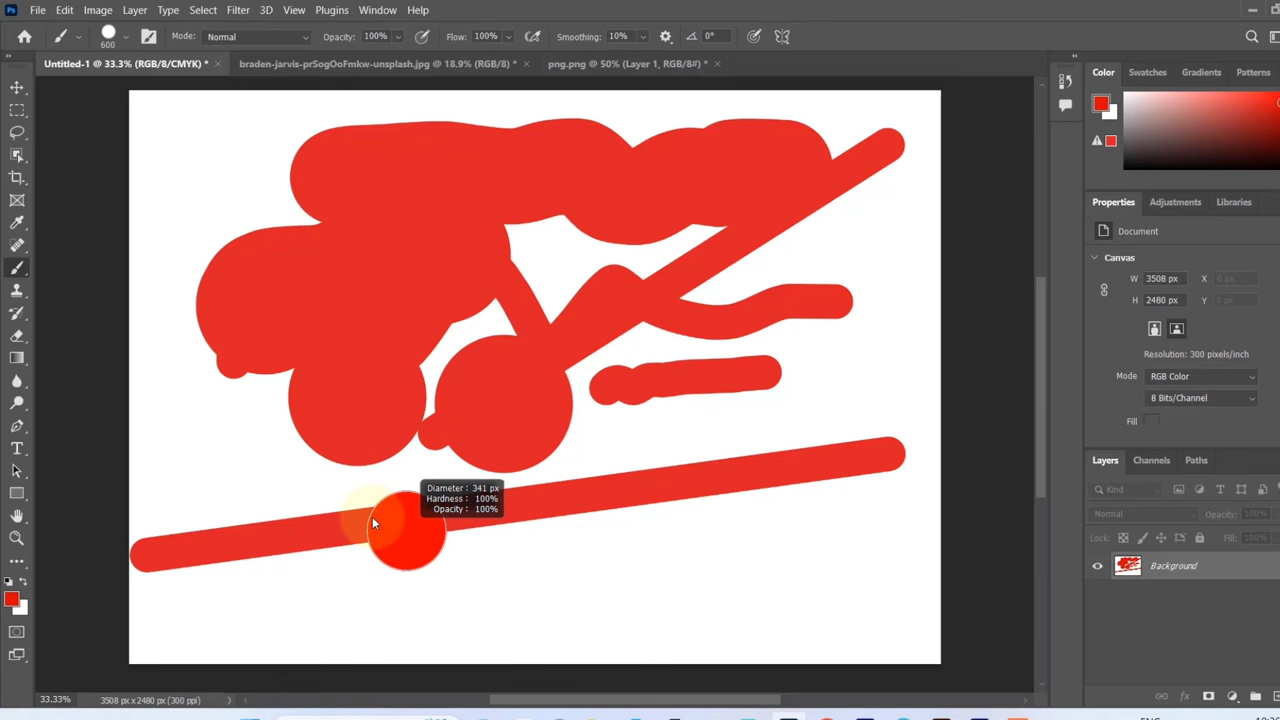 Ps File Edit Image Layer Type Select Filter 3D View Plugins Window Help
600 Mode: Normal Opacity: 100% Flow: 100% Smoothing: 10% 0°
Untitled-1 @ 33.3% (RGB/8/CMYK) * × braden-jarvis-prSogOoFmkw-unsplash.jpg @ 18.9% (RGB/8) * × png.png @ 50% (Layer 1, RGB/8#) * ×
Color Swatches Gradients Patterns
Properties Adjustments Libraries
Document
Canvas
W 3508 px X 0 px
H 2480 px Y 0 px
Resolution: 300 pixels/inch
Mode RGB Color
8 Bits/Channel
Fill
Layers Channels Paths
Kind
Normal Opacity: 100%
Lock: Fill: 100%
Background
Diameter: 341 px
Hardness: 100%
Opacity: 100%
33.33% 3508 px x 2480 px (300 ppi)